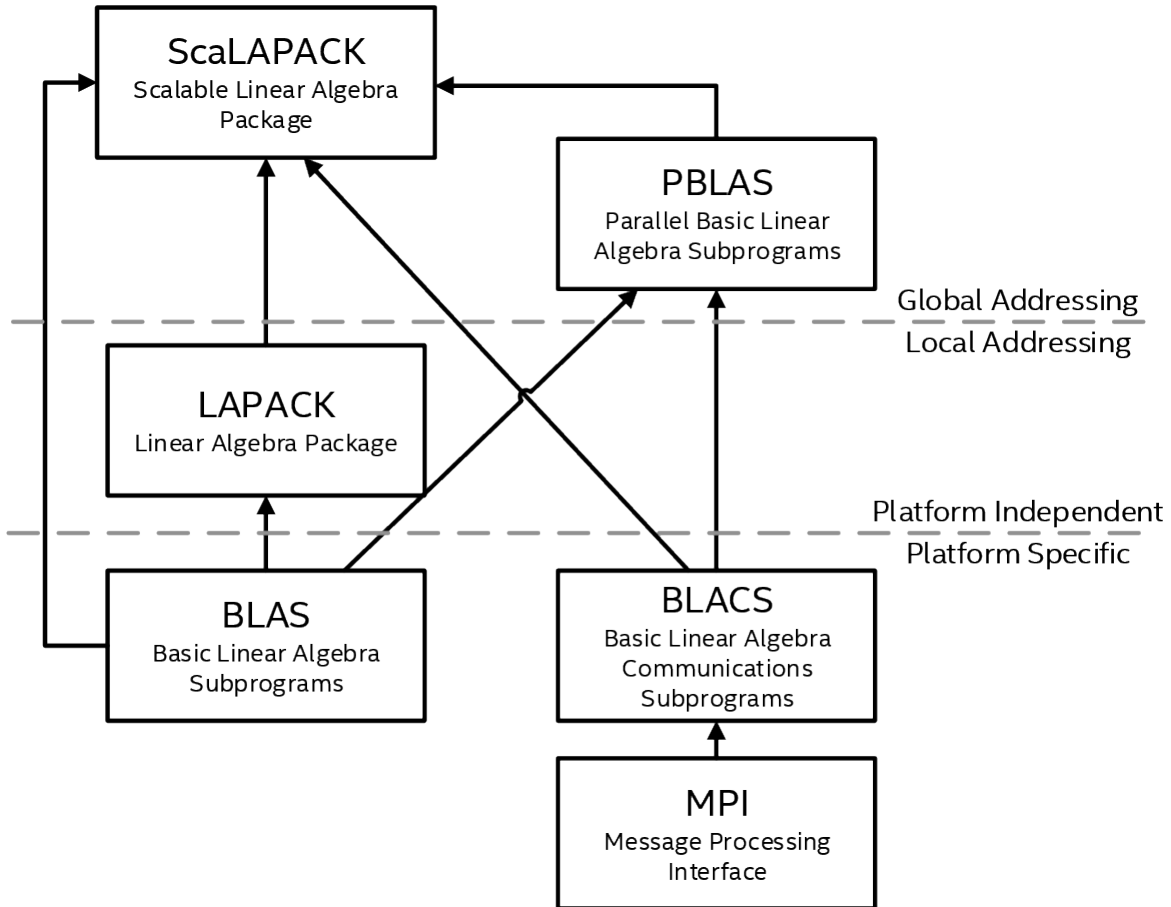 ScaLAPACK
Scalable Linear Algebra
Package
PBLAS
Parallel Basic Linear
Algebra Subprograms
Global Addressing
Local Addressing
LAPACK
Linear Algebra Package
Platform Independent
Platform Specific
BLAS
Basic Linear Algebra
Subprograms
BLACS
Basic Linear Algebra
Communications
Subprograms
MPI
Message Processing
Interface